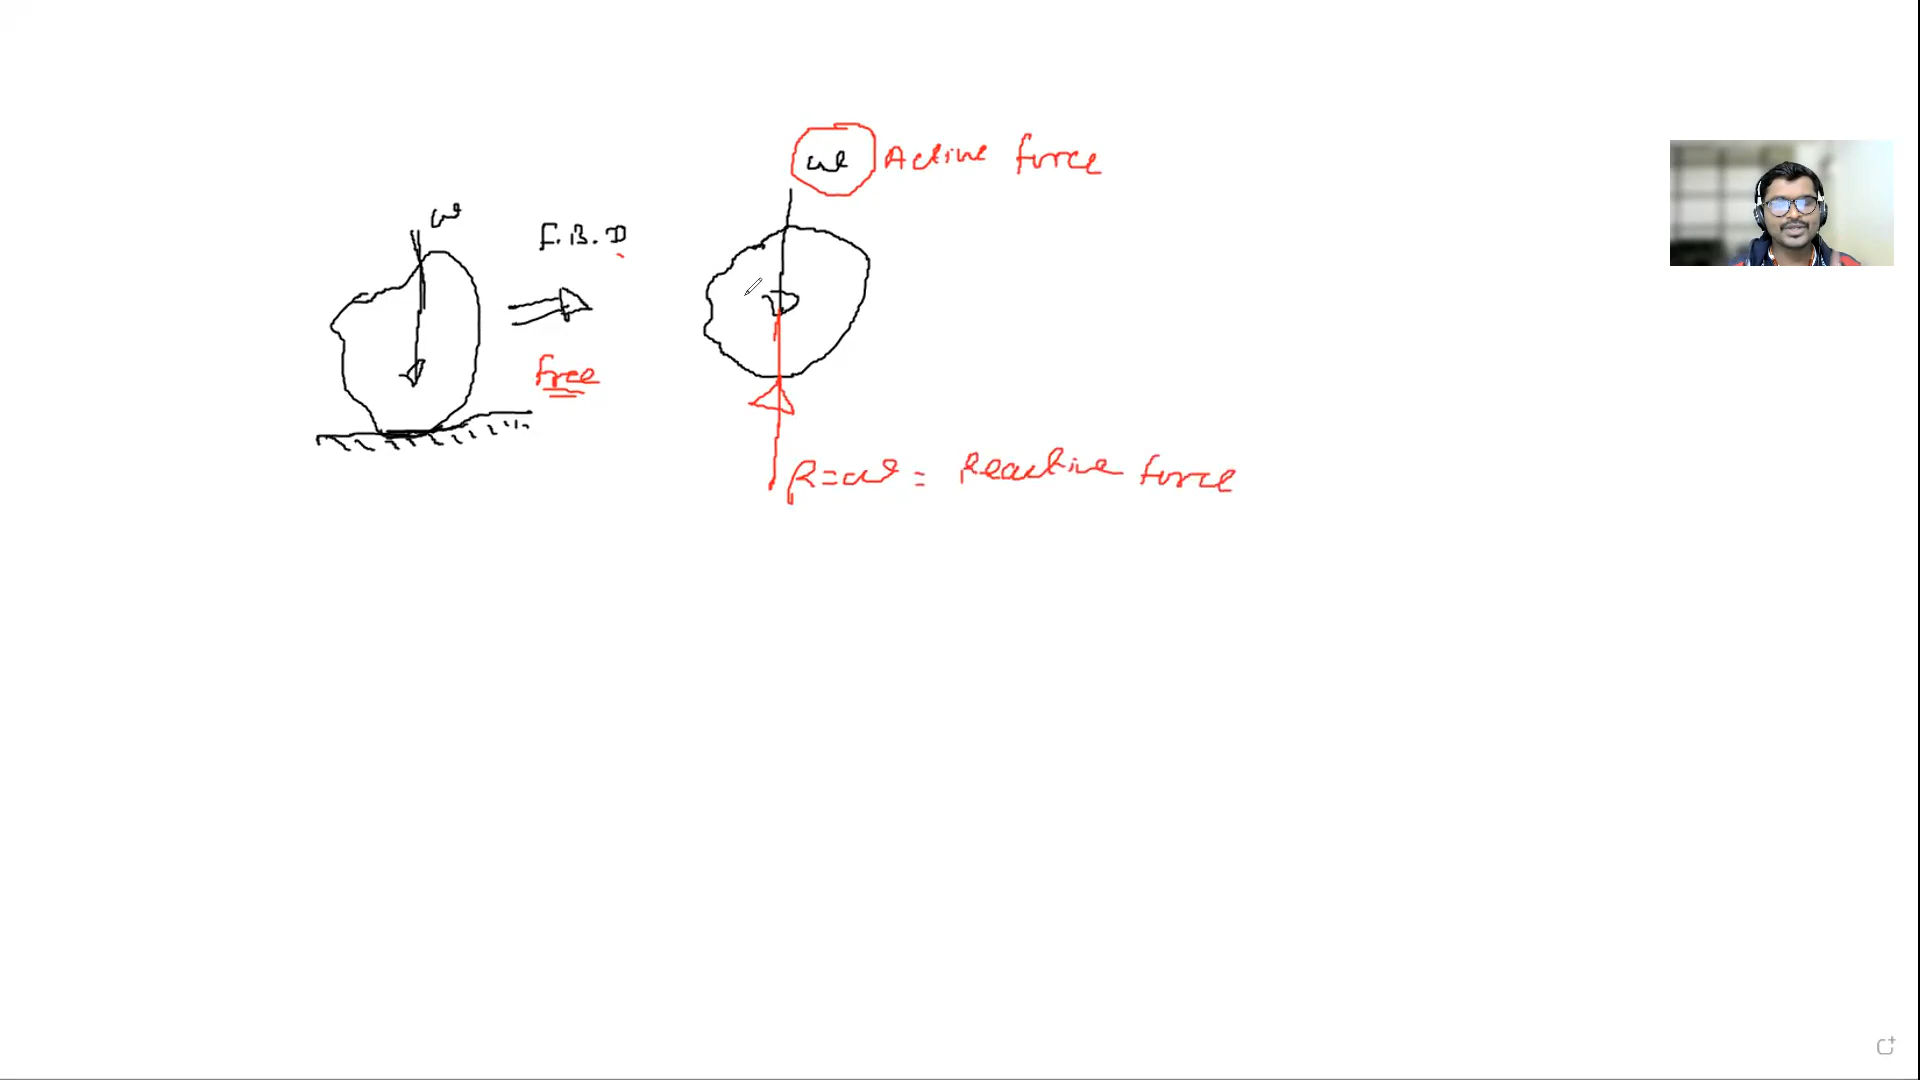 w Active force
w
F.B.D
free
R=w = Reactive force